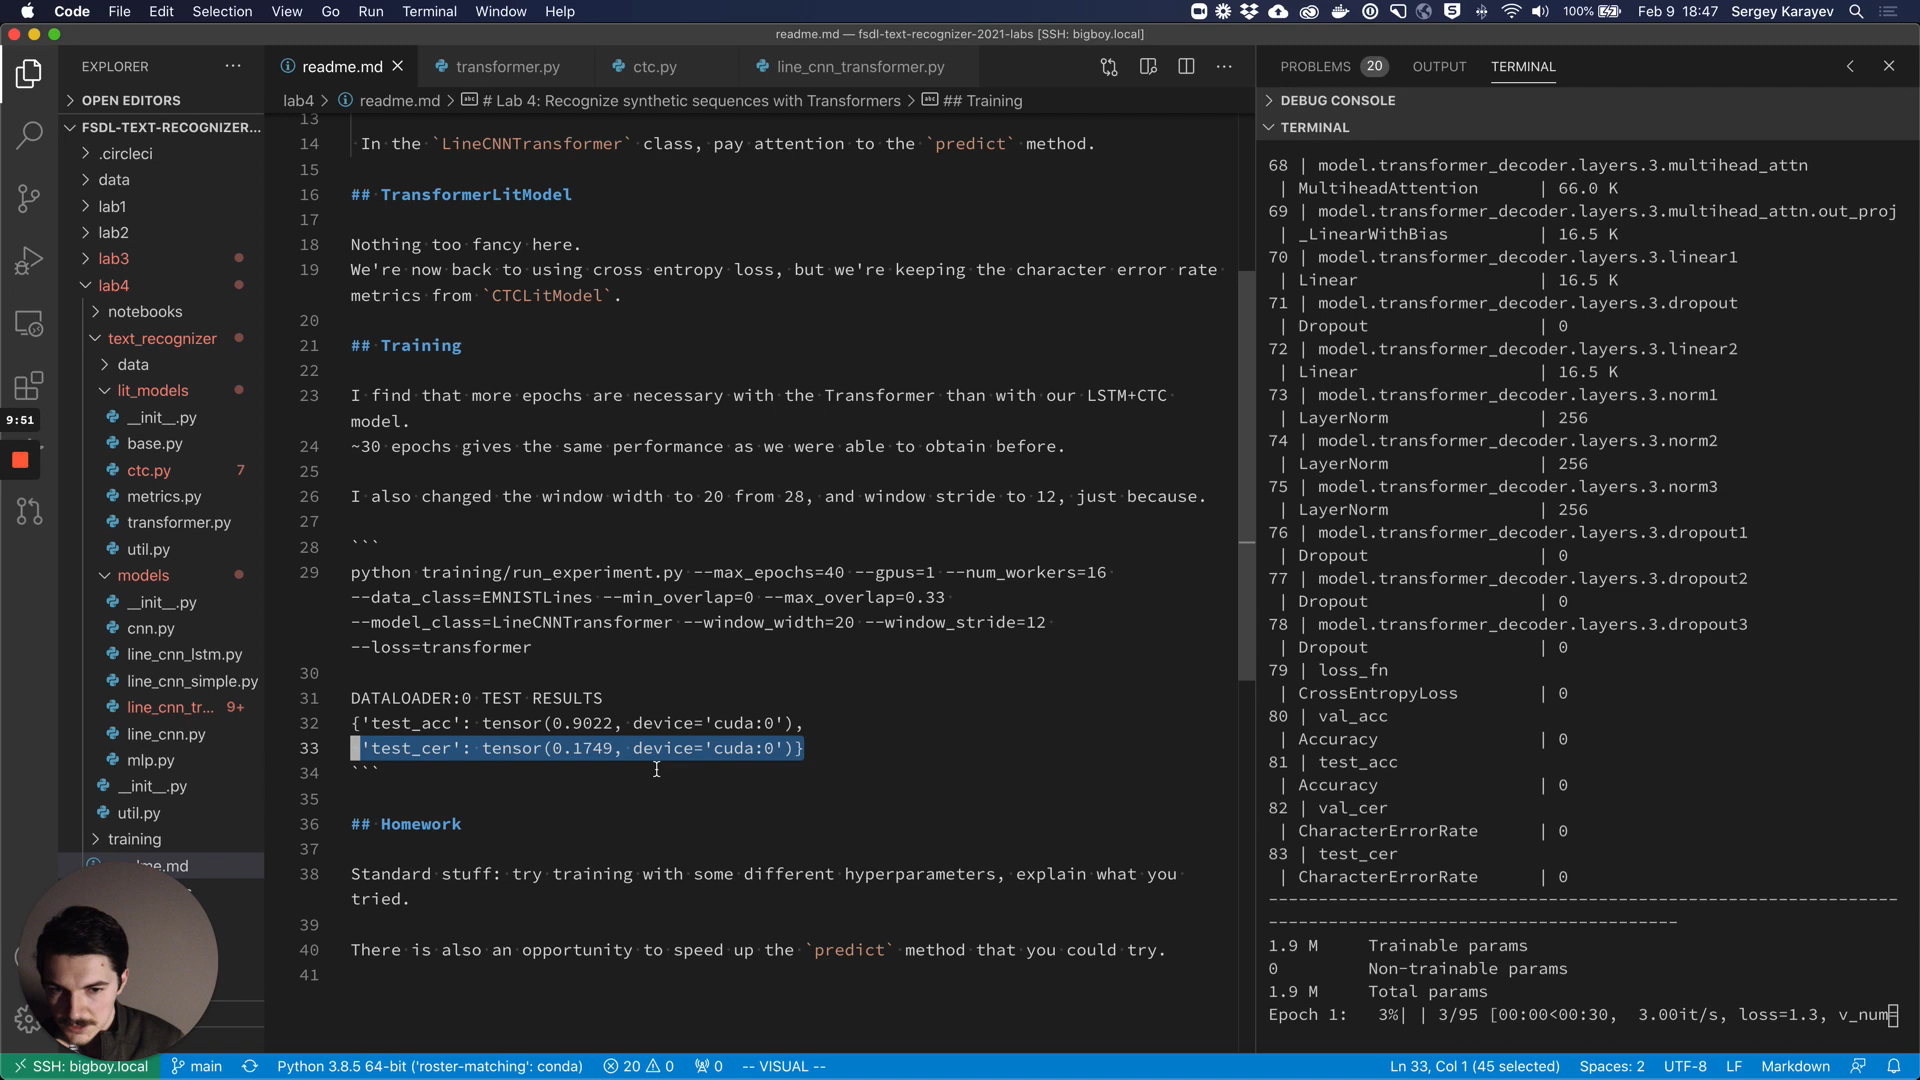 Code File Edit Selection View Go Run Terminal Window Help
100% Feb 9 18:47 Sergey Karayev
readme.md — fsdl-text-recognizer-2021-labs [SSH: bigboy.local]
EXPLORER
OPEN EDITORS
FSDL-TEXT-RECOGNIZER...
.circleci
data
lab1
lab2
lab3
lab4
notebooks
text_recognizer
data
lit_models
__init__.py
base.py
ctc.py 7
metrics.py
transformer.py
util.py
models
__init__.py
cnn.py
line_cnn_lstm.py
line_cnn_simple.py
line_cnn_tr... 9+
line_cnn.py
mlp.py
__init__.py
util.py
training
me.md
9:51
readme.md transformer.py ctc.py line_cnn_transformer.py
lab4 > readme.md > # Lab 4: Recognize synthetic sequences with Transformers > ## Training
13
14 In the `LineCNNTransformer` class, pay attention to the `predict` method.
15
16 ## TransformerLitModel
17
18 Nothing too fancy here.
19 We're now back to using cross entropy loss, but we're keeping the character error rate
metrics from `CTCLitModel`.
20
21 ## Training
22
23 I find that more epochs are necessary with the Transformer than with our LSTM+CTC
model.
24 ~30 epochs gives the same performance as we were able to obtain before.
25
26 I also changed the window width to 20 from 28, and window stride to 12, just because.
27
28 ```
29 python training/run_experiment.py --max_epochs=40 --gpus=1 --num_workers=16
--data_class=EMNISTLines --min_overlap=0 --max_overlap=0.33
--model_class=LineCNNTransformer --window_width=20 --window_stride=12
--loss=transformer
30
31 DATALOADER:0 TEST RESULTS
32 {'test_acc': tensor(0.9022, device='cuda:0'),
33 'test_cer': tensor(0.1749, device='cuda:0')}
34 ```
35
36 ## Homework
37
38 Standard stuff: try training with some different hyperparameters, explain what you
tried.
39
40 There is also an opportunity to speed up the `predict` method that you could try.
41
PROBLEMS 20 OUTPUT TERMINAL
DEBUG CONSOLE
TERMINAL
68 | model.transformer_decoder.layers.3.multihead_attn
| MultiheadAttention | 66.0 K
69 | model.transformer_decoder.layers.3.multihead_attn.out_proj
| _LinearWithBias | 16.5 K
70 | model.transformer_decoder.layers.3.linear1
| Linear | 16.5 K
71 | model.transformer_decoder.layers.3.dropout
| Dropout | 0
72 | model.transformer_decoder.layers.3.linear2
| Linear | 16.5 K
73 | model.transformer_decoder.layers.3.norm1
| LayerNorm | 256
74 | model.transformer_decoder.layers.3.norm2
| LayerNorm | 256
75 | model.transformer_decoder.layers.3.norm3
| LayerNorm | 256
76 | model.transformer_decoder.layers.3.dropout1
| Dropout | 0
77 | model.transformer_decoder.layers.3.dropout2
| Dropout | 0
78 | model.transformer_decoder.layers.3.dropout3
| Dropout | 0
79 | loss_fn
| CrossEntropyLoss | 0
80 | val_acc
| Accuracy | 0
81 | test_acc
| Accuracy | 0
82 | val_cer
| CharacterErrorRate | 0
83 | test_cer
| CharacterErrorRate | 0
1.9 M Trainable params
0 Non-trainable params
1.9 M Total params
Epoch 1: 3%| | 3/95 [00:00<00:30, 3.00it/s, loss=1.3, v_num=
SSH: bigboy.local main Python 3.8.5 64-bit ('roster-matching': conda) 20 0 0 -- VISUAL -- Ln 33, Col 1 (45 selected) Spaces: 2 UTF-8 LF Markdown